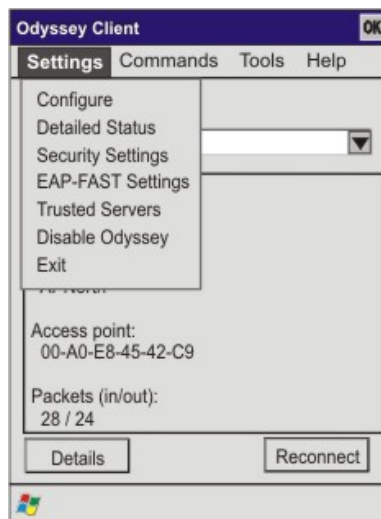 Odyssey Client OK
Settings Commands Tools Help
Configure
Detailed Status
Security Settings
EAP-FAST Settings
Trusted Servers
Disable Odyssey
Exit
Access point:
00-A0-E8-45-42-C9
Packets (in/out):
28 / 24
Details Reconnect